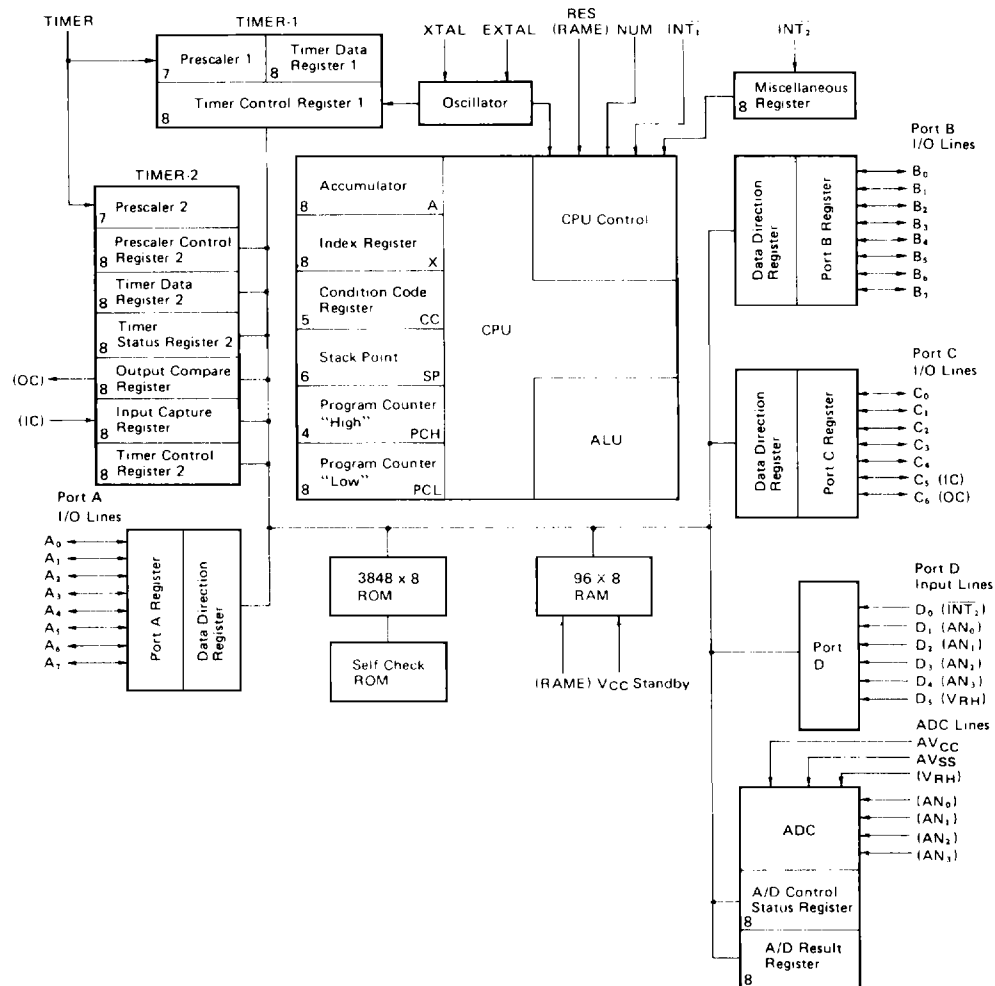 TIMER
TIMER-1
Prescaler 1
7
Timer Data
Register 1
8
Timer Control Register 1
8
XTAL
EXTAL
Oscillator
RES
(RAME)
NUM
INT₁
INT₂
Miscellaneous
Register
8
TIMER-2
Prescaler 2
7
Prescaler Control
Register 2
8
Timer Data
Register 2
8
Timer
Status Register 2
8
Output Compare
Register
8
Input Capture
Register
8
Timer Control
Register 2
8
(OC)
(IC)
Accumulator
8 A
Index Register
8 X
Condition Code
Register
5 CC
Stack Point
6 SP
Program Counter
"High"
4 PCH
Program Counter
"Low"
8 PCL
CPU
CPU Control
ALU
Port B
I/O Lines
Data Direction
Register
Port B Register
B₀
B₁
B₂
B₃
B₄
B₅
B₆
B₇
Port C
I/O Lines
Data Direction
Register
Port C Register
C₀
C₁
C₂
C₃
C₄
C₅ (IC)
C₆ (OC)
Port A
I/O Lines
A₀
A₁
A₂
A₃
A₄
A₅
A₆
A₇
Port A Register
Data Direction
Register
3848 x 8
ROM
Self Check
ROM
96 X 8
RAM
(RAME) VCC Standby
Port D
Input Lines
Port
D
D₀ (INT₂)
D₁ (AN₀)
D₂ (AN₁)
D₃ (AN₂)
D₄ (AN₃)
D₅ (VRH)
ADC Lines
AVCC
AVSS
(VRH)
(AN₀)
(AN₁)
(AN₂)
(AN₃)
ADC
A/D Control
Status Register
8
A/D Result
Register
8